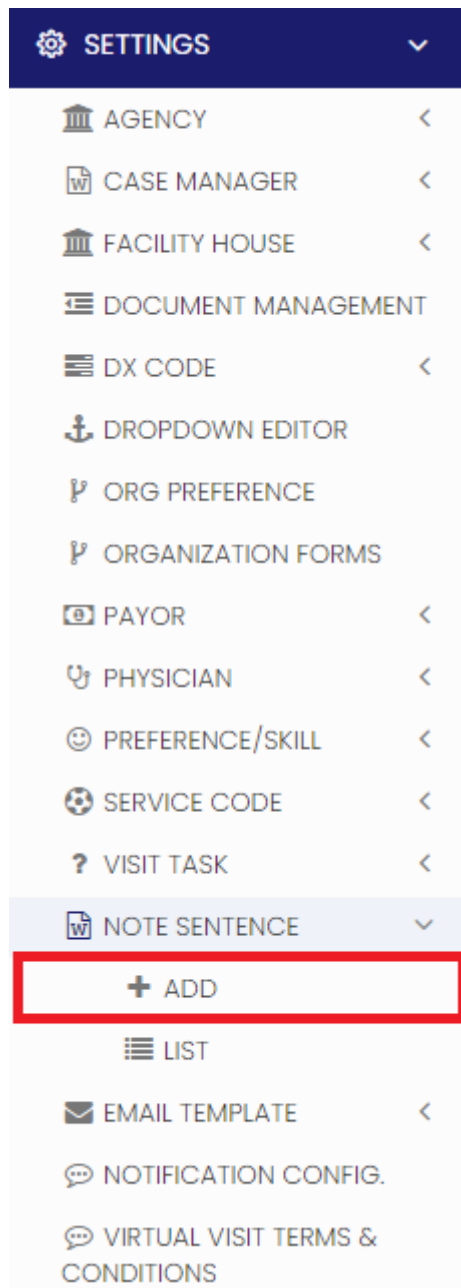 SETTINGS
AGENCY
CASE MANAGER
FACILITY HOUSE
DOCUMENT MANAGEMENT
DX CODE
DROPDOWN EDITOR
ORG PREFERENCE
ORGANIZATION FORMS
PAYOR
PHYSICIAN
PREFERENCE/SKILL
SERVICE CODE
VISIT TASK
NOTE SENTENCE
ADD
LIST
EMAIL TEMPLATE
NOTIFICATION CONFIG.
VIRTUAL VISIT TERMS &
CONDITIONS